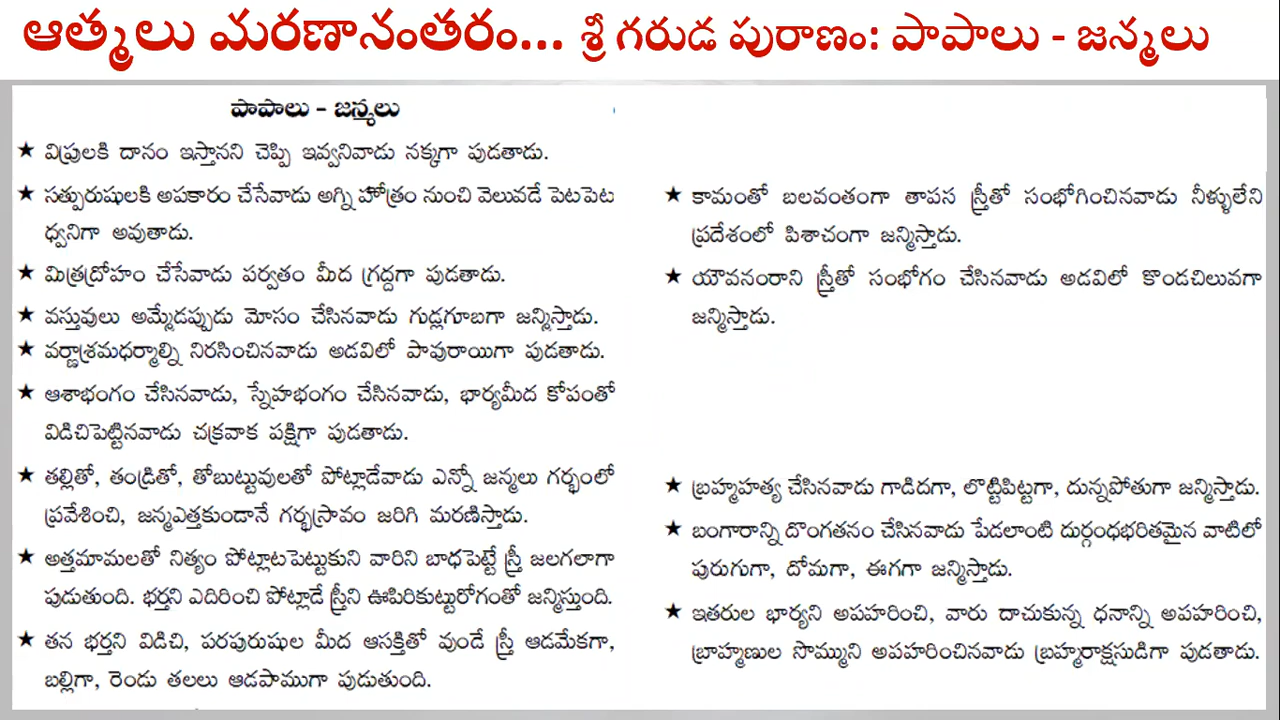 ఆత్మలు మరణానంతరం... శ్రీ గరుడ పురాణం: పాపాలు - జన్మలు
పాపాలు - జన్మలు
★ విప్రులకి దానం ఇస్తానని చెప్పి ఇవ్వనివాడు నక్కగా పుడతాడు.
★ సత్పురుషులకి అపకారం చేసేవాడు అగ్ని హోత్రం నుంచి వెలువడే పెటపెట
ధ్వనిగా అవుతాడు.
★ మిత్రద్రోహం చేసేవాడు పర్వతం మీద గ్రద్దగా పుడతాడు.
★ వస్తువులు అమ్మేడప్పుడు మోసం చేసినవాడు గుడ్లగూబగా జన్మిస్తాడు.
★ వర్ణాశ్రమధర్మాల్ని నిరసించినవాడు అడవిలో పావురాయిగా పుడతాడు.
★ ఆశాభంగం చేసినవాడు, స్నేహభంగం చేసినవాడు, భార్యమీద కోపంతో
విడిచిపెట్టినవాడు చక్రవాక పక్షిగా పుడతాడు.
★ తల్లితో, తండ్రితో, తోబుట్టువులతో పోట్లాడేవాడు ఎన్నో జన్మలు గర్భంలో
ప్రవేశించి, జన్మఎత్తకుండానే గర్భస్రావం జరిగి మరణిస్తాడు.
★ అత్తమామలతో నిత్యం పోట్లాటపెట్టుకుని వారిని బాధపెట్టే స్త్రీ జలగలాగా
పుడుతుంది. భర్తని ఎదిరించి పోట్లాడే స్త్రీని ఊపిరికుట్టురోగంతో జన్మిస్తుంది.
★ తన భర్తని విడిచి, పరపురుషుల మీద ఆసక్తితో వుండే స్త్రీ ఆడమేకగా,
బల్లిగా, రెండు తలలు ఆడపాముగా పుడుతుంది.
★ కామంతో బలవంతంగా తాపస స్త్రీతో సంభోగించినవాడు నీళ్ళులేని
ప్రదేశంలో పిశాచంగా జన్మిస్తాడు.
★ యౌవనంరాని స్త్రీతో సంభోగం చేసినవాడు అడవిలో కొండచిలువగా
జన్మిస్తాడు.
★ బ్రహ్మహత్య చేసినవాడు గాడిదగా, లొట్టిపిట్టగా, దున్నపోతుగా జన్మిస్తాడు.
★ బంగారాన్ని దొంగతనం చేసినవాడు పేడలాంటి దుర్గంధభరితమైన వాటిలో
పురుగుగా, దోమగా, ఈగగా జన్మిస్తాడు.
★ ఇతరుల భార్యని అపహరించి, వారు దాచుకున్న ధనాన్ని అపహరించి,
బ్రాహ్మణుల సొమ్ముని అపహరించినవాడు బ్రహ్మరాక్షసుడిగా పుడతాడు.